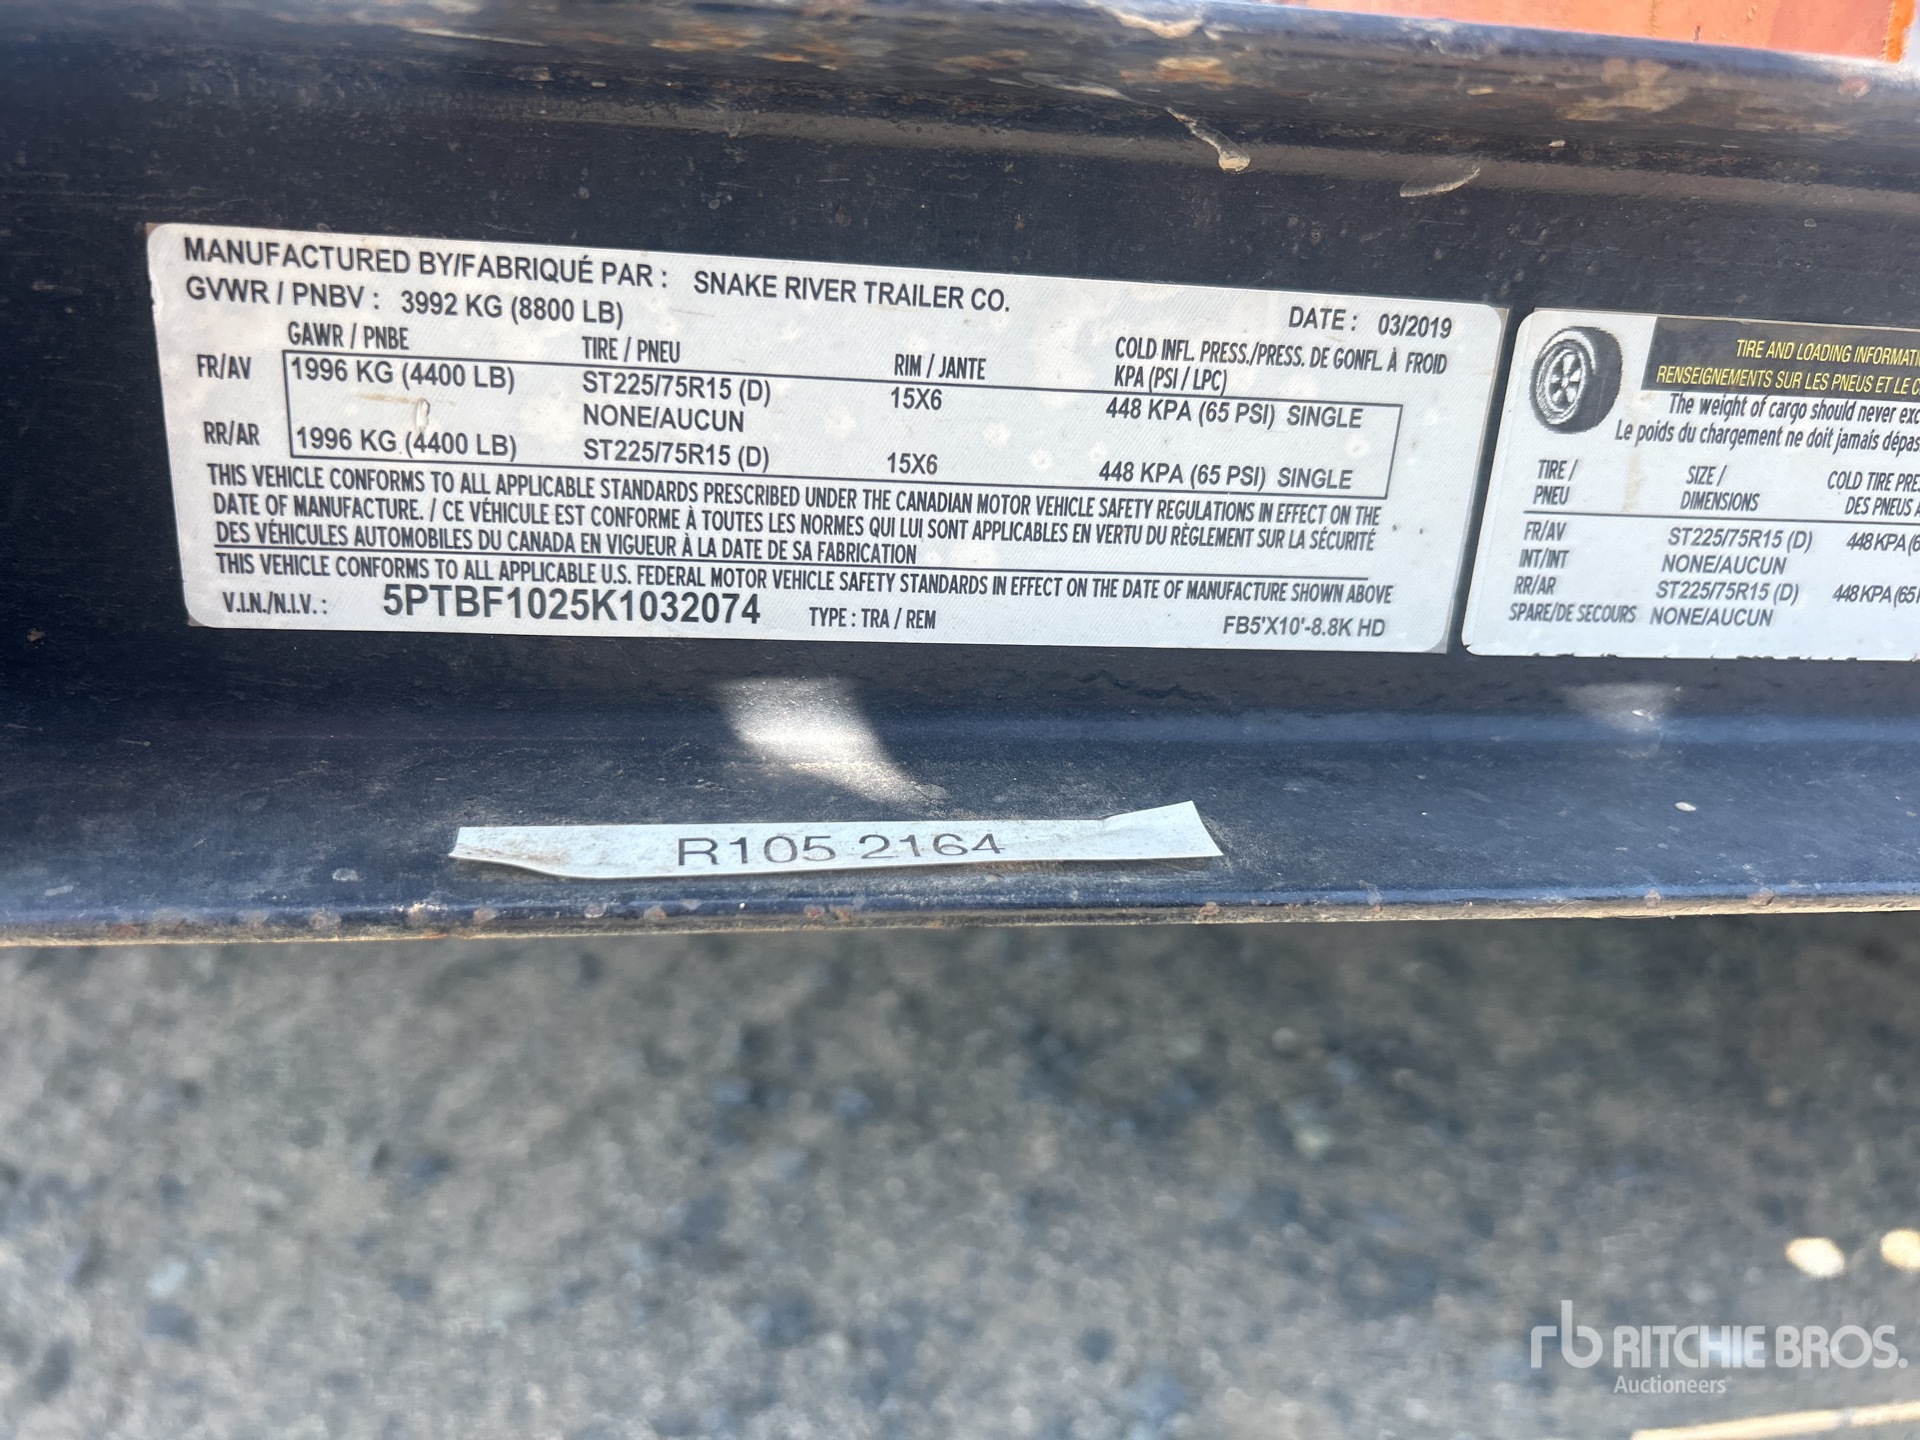 MANUFACTURED BY/FABRIQUÉ PAR : SNAKE RIVER TRAILER CO.
GVWR / PNBV : 3992 KG (8800 LB)
DATE : 03/2019
GAWR / PNBE TIRE / PNEU RIM / JANTE COLD INFL. PRESS./PRESS. DE GONFL. À FROID
KPA (PSI / LPC)
FR/AV 1996 KG (4400 LB) ST225/75R15 (D) 15X6 448 KPA (65 PSI) SINGLE
NONE/AUCUN
RR/AR 1996 KG (4400 LB) ST225/75R15 (D) 15X6 448 KPA (65 PSI) SINGLE
THIS VEHICLE CONFORMS TO ALL APPLICABLE STANDARDS PRESCRIBED UNDER THE CANADIAN MOTOR VEHICLE SAFETY REGULATIONS IN EFFECT ON THE
DATE OF MANUFACTURE. / CE VÉHICULE EST CONFORME À TOUTES LES NORMES QUI LUI SONT APPLICABLES EN VERTU DU RÈGLEMENT SUR LA SÉCURITÉ
DES VÉHICULES AUTOMOBILES DU CANADA EN VIGUEUR À LA DATE DE SA FABRICATION
THIS VEHICLE CONFORMS TO ALL APPLICABLE U.S. FEDERAL MOTOR VEHICLE SAFETY STANDARDS IN EFFECT ON THE DATE OF MANUFACTURE SHOWN ABOVE
V.I.N./N.I.V.: 5PTBF1025K1032074 TYPE : TRA / REM FB5'X10'-8.8K HD
TIRE AND LOADING
RENSEIGNEMENTS SUR LES PNEUS ET LE
The weight of cargo should never
Le poids du chargement ne doit jamais
TIRE / SIZE / COLD TIRE
PNEU DIMENSIONS DES PNEUS
FR/AV ST225/75R15 (D) 448 KPA
INT/INT NONE/AUCUN
RR/AR ST225/75R15 (D) 448 KPA (65
SPARE/DE SECOURS NONE/AUCUN
R105 2164
rb RITCHIE BROS.
Auctioneers